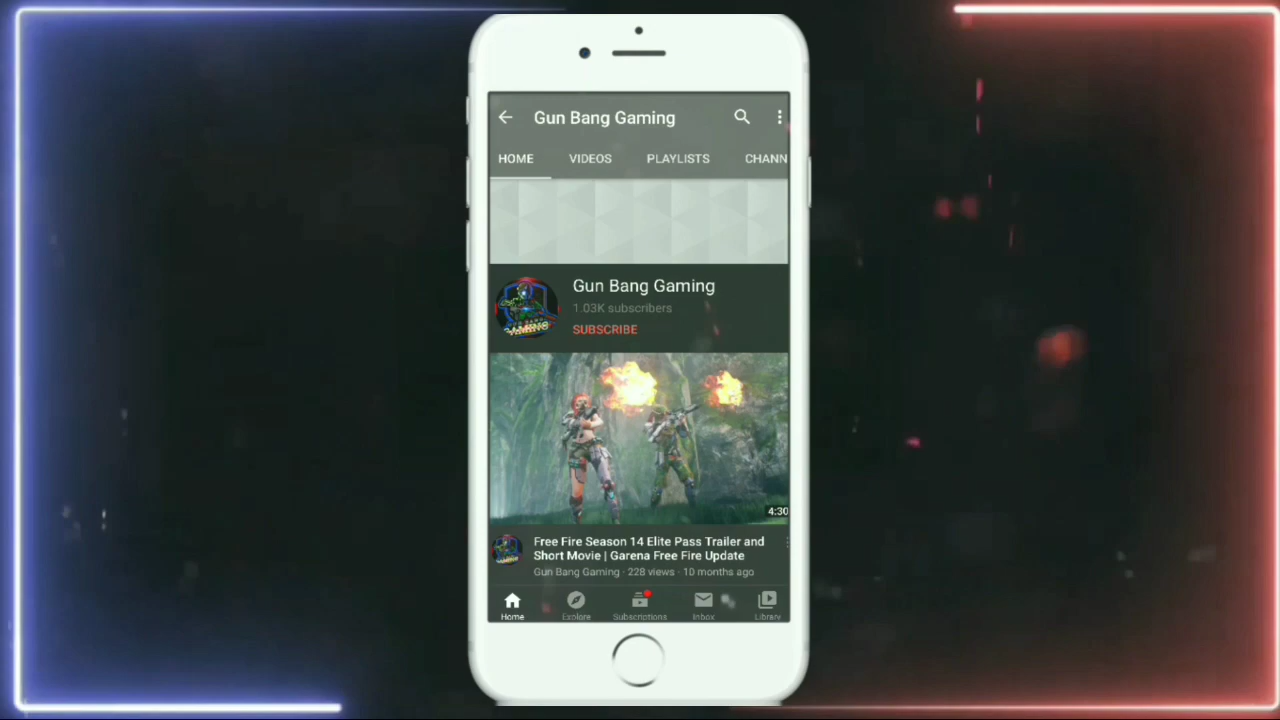 Gun Bang Gaming
HOME VIDEOS PLAYLISTS CHANN
Gun Bang Gaming
1.03K subscribers
SUBSCRIBE
4:30
Free Fire Season 14 Elite Pass Trailer and
Short Movie | Garena Free Fire Update
Gun Bang Gaming · 228 views · 10 months ago
Home Explore Subscriptions Inbox Library